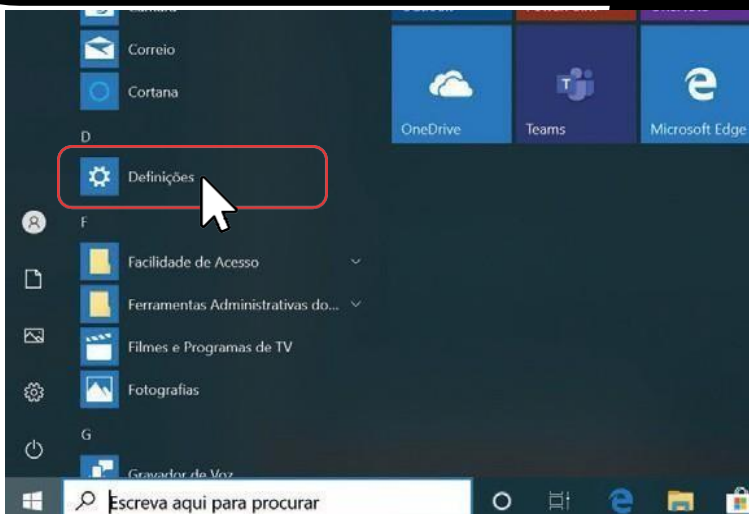 Correio
Cortana
OneDrive
Teams
Microsoft Edge
D
Definições
F
Facilidade de Acesso
Ferramentas Administrativas do...
Filmes e Programas de TV
Fotografias
G
Gravador de Voz
Escreva aqui para procurar